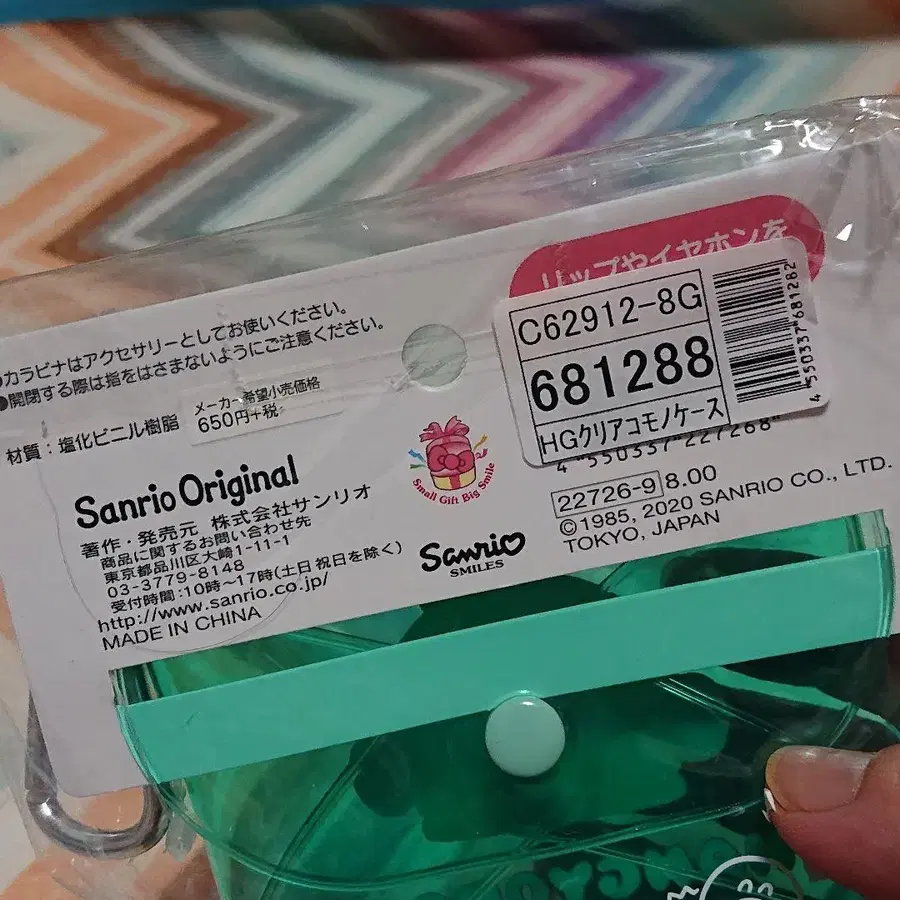 リップやイヤホンを
C62912-8G
681288
HGクリアコモノケース
4 550337 681282
4 550337 227268
22726-9 8.00
©1985, 2020 SANRIO CO., LTD.
TOKYO, JAPAN
●カラビナはアクセサリーとしてお使いください。
●開閉する際は指をはさまないようにご注意ください。
材質:塩化ビニル樹脂
メーカー希望小売価格
650円+税
Sanrio Original
著作・発売元 株式会社サンリオ
商品に関するお問い合わせ先
東京都品川区大崎1-11-1
03-3779-8148
受付時間:10時~17時(土日 祝日を除く)
http://www.sanrio.co.jp/
MADE IN CHINA
Small Gift Big Smile
Sanrio
SMILES